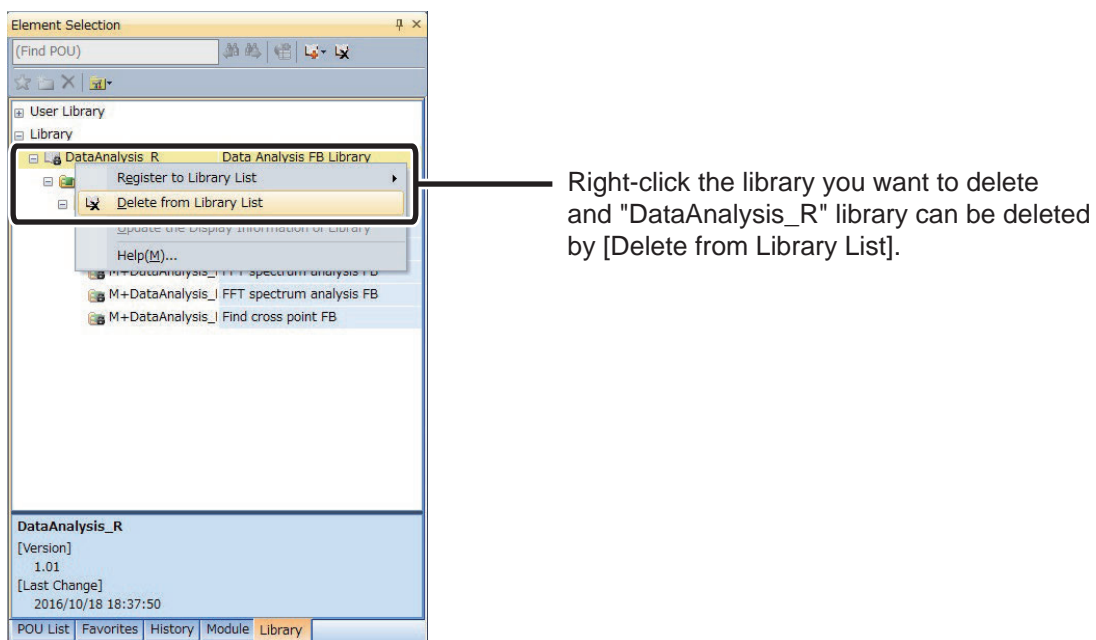 Element Selection
(Find POU)
User Library
Library
DataAnalysis_R Data Analysis FB Library
Register to Library List
Delete from Library List
Update the Display Information of Library
Help(M)...
M+DataAnalysis_ FFT spectrum analysis FB
M+DataAnalysis_ FFT spectrum analysis FB
M+DataAnalysis_ Find cross point FB
Right-click the library you want to delete
and "DataAnalysis_R" library can be deleted
by [Delete from Library List].
DataAnalysis_R
[Version]
1.01
[Last Change]
2016/10/18 18:37:50
POU List Favorites History Module Library